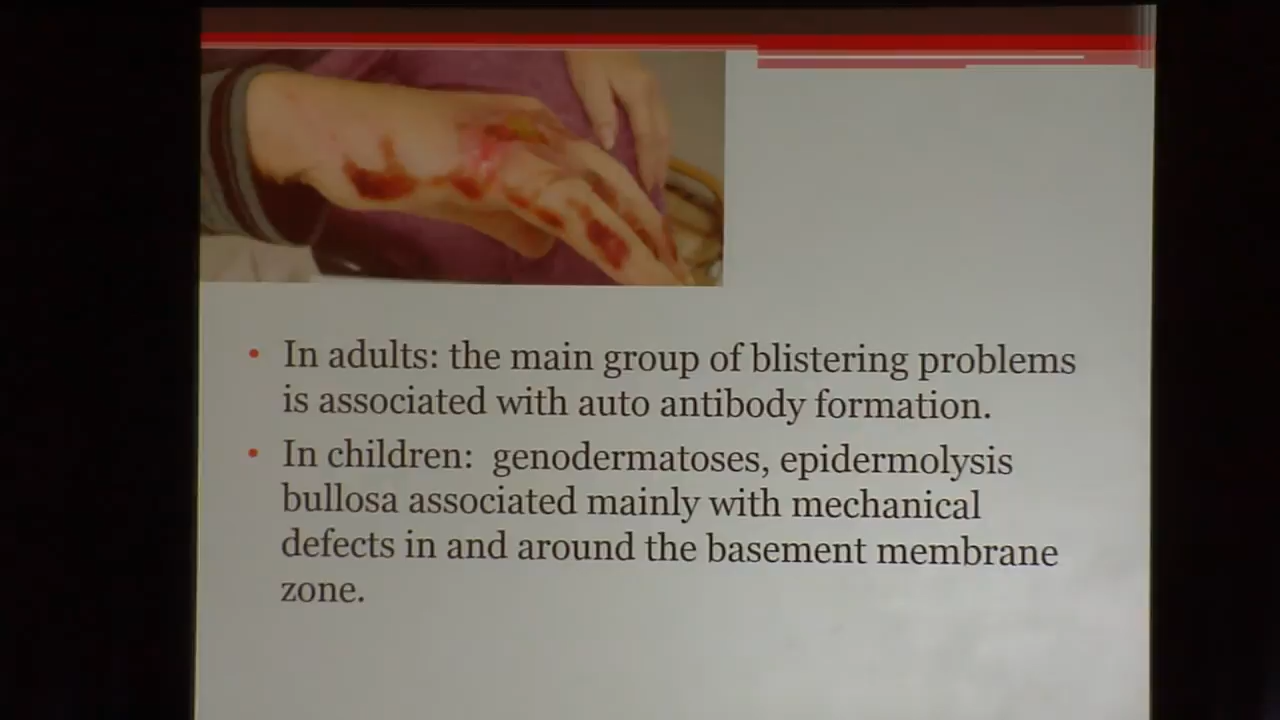 • In adults: the main group of blistering problems
is associated with auto antibody formation.
• In children: genodermatoses, epidermolysis
bullosa associated mainly with mechanical
defects in and around the basement membrane
zone.